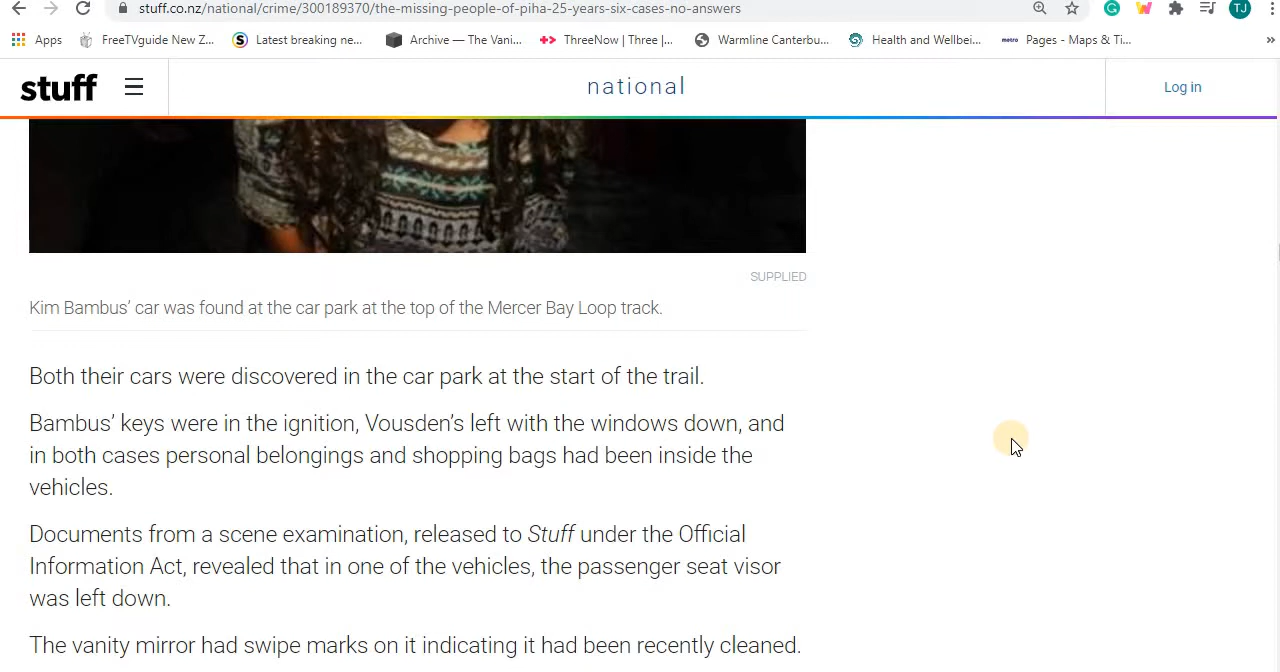 stuff.co.nz/national/crime/300189370/the-missing-people-of-piha-25-years-six-cases-no-answers
TJ
Apps FreeTVguide New Z... Latest breaking ne... Archive — The Vani... ThreeNow | Three |... Warmline Canterbu... Health and Wellbei... metro Pages - Maps & Ti... »
stuff national Log in
SUPPLIED
Kim Bambus’ car was found at the car park at the top of the Mercer Bay Loop track.
Both their cars were discovered in the car park at the start of the trail.
Bambus’ keys were in the ignition, Vousden’s left with the windows down, and
in both cases personal belongings and shopping bags had been inside the
vehicles.
Documents from a scene examination, released to Stuff under the Official
Information Act, revealed that in one of the vehicles, the passenger seat visor
was left down.
The vanity mirror had swipe marks on it indicating it had been recently cleaned.